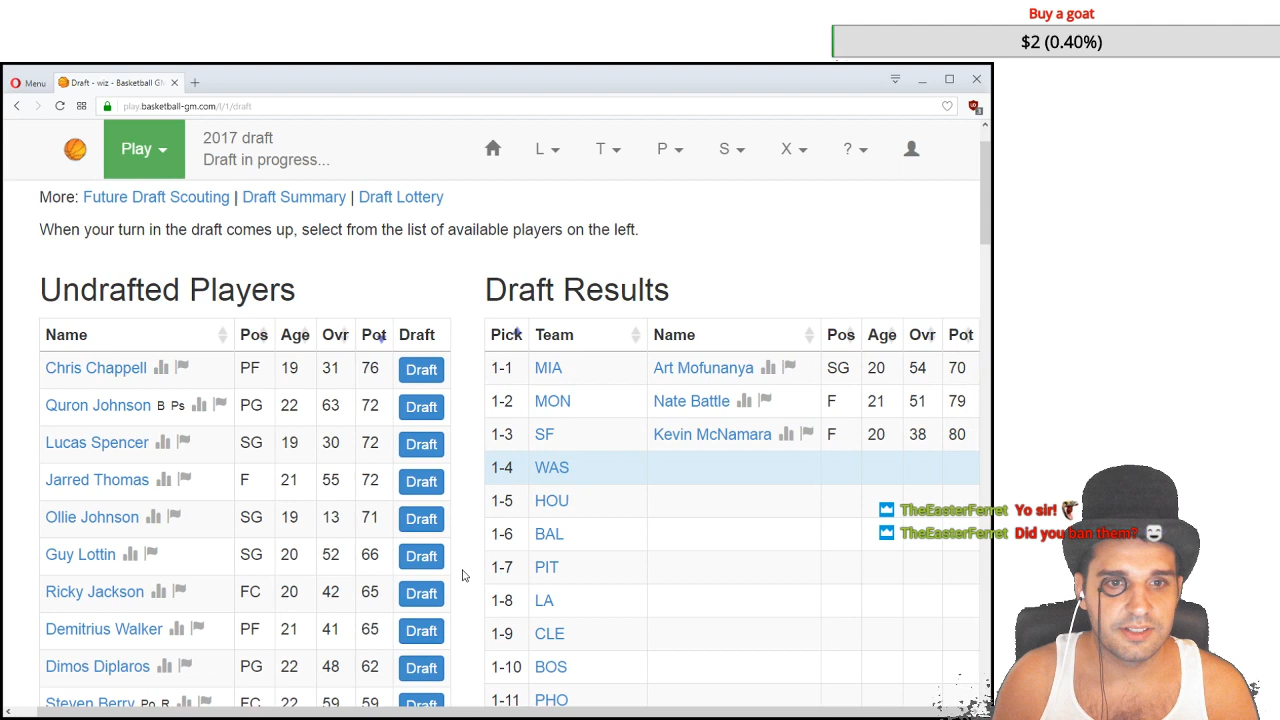 Buy a goat
$2 (0.40%)
Menu
Draft - wiz - Basketball GM
play.basketball-gm.com/l/1/draft
Play
2017 draft
Draft in progress...
L
T
P
S
X
?
More: Future Draft Scouting | Draft Summary | Draft Lottery
When your turn in the draft comes up, select from the list of available players on the left.
Undrafted Players
Name Pos Age Ovr Pot Draft
Chris Chappell PF 19 31 76 Draft
Quron Johnson B Ps PG 22 63 72 Draft
Lucas Spencer SG 19 30 72 Draft
Jarred Thomas F 21 55 72 Draft
Ollie Johnson SG 19 13 71 Draft
Guy Lottin SG 20 52 66 Draft
Ricky Jackson FC 20 42 65 Draft
Demitrius Walker PF 21 41 65 Draft
Dimos Diplaros PG 22 48 62 Draft
Steven Berry Po R FC 22 59 59 Draft
Draft Results
Pick Team Name Pos Age Ovr Pot
1-1 MIA Art Mofunanya SG 20 54 70
1-2 MON Nate Battle F 21 51 79
1-3 SF Kevin McNamara F 20 38 80
1-4 WAS
1-5 HOU
1-6 BAL
1-7 PIT
1-8 LA
1-9 CLE
1-10 BOS
1-11 PHO
TheEasterFerret Yo sir!
TheEasterFerret Did you ban them?